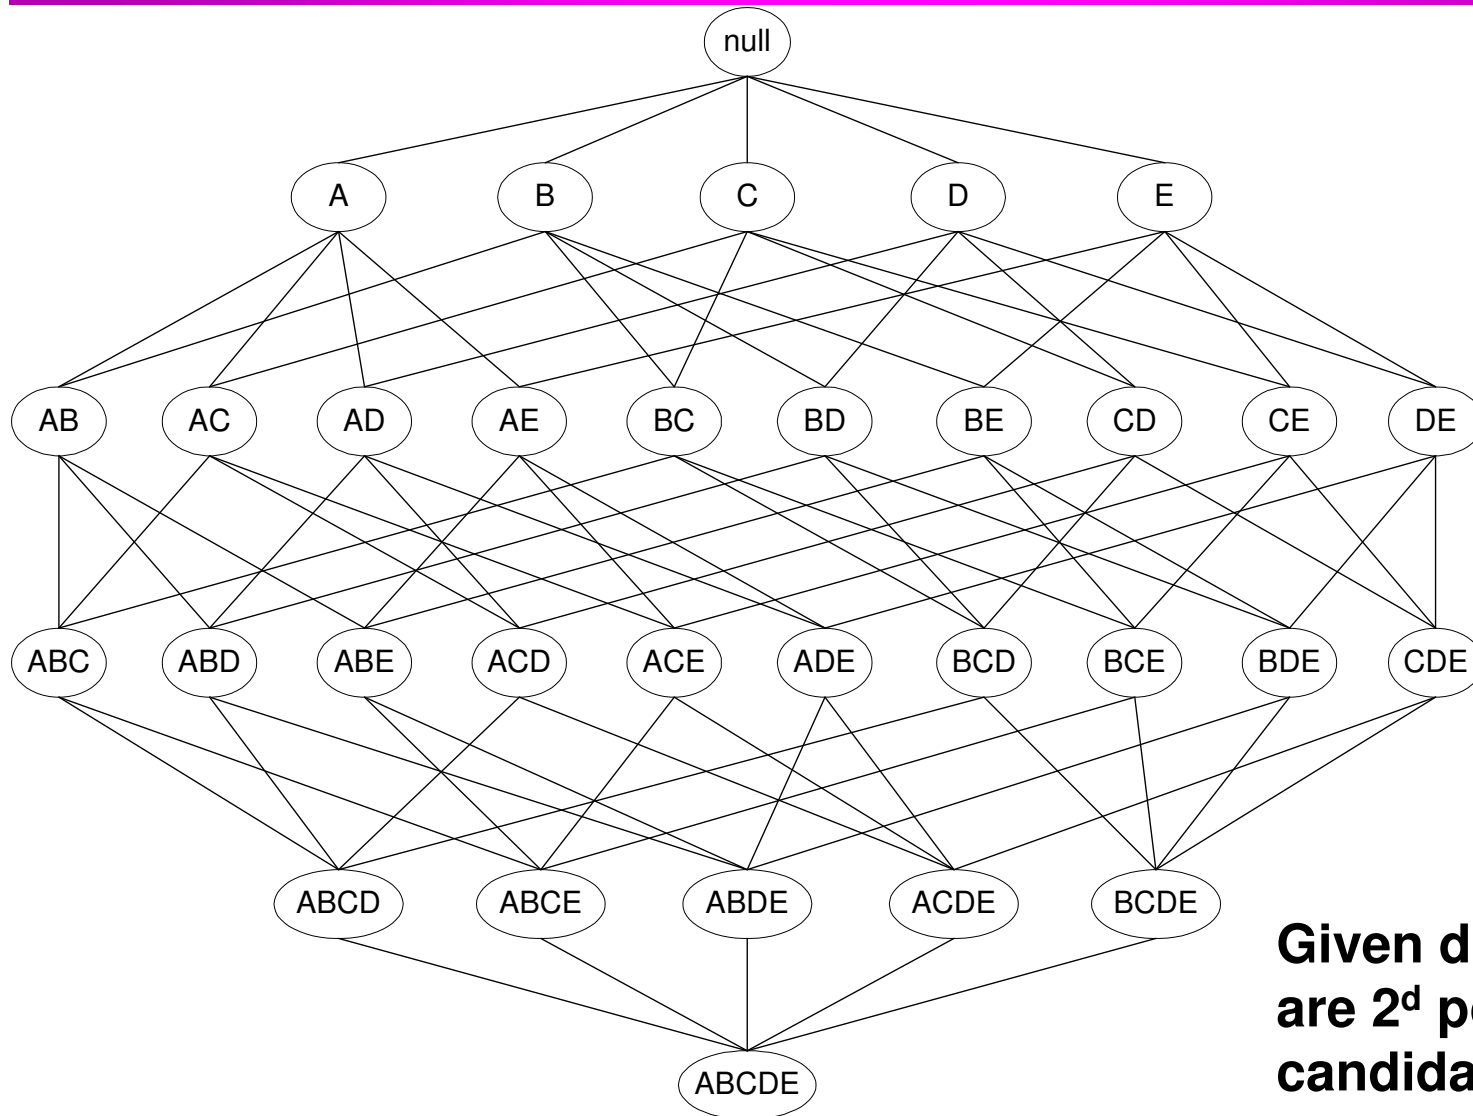 null
A B C D E
AB AC AD AE BC BD BE CD CE DE
ABC ABD ABE ACD ACE ADE BCD BCE BDE CDE
ABCD ABCE ABDE ACDE BCDE
Given d
are 2ᵈ
ABCDE